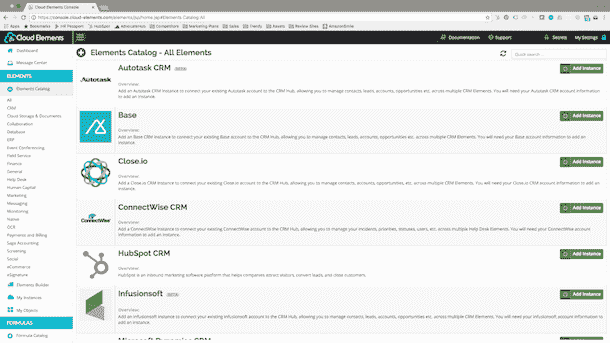 Cloud Elements Console
https://console.cloud-elements.com/elements/jsp/home.jsp#Elements Catalog:All
Apps
Bookmarks
HR Passport
HubSpot
Cloud Elements
Marketing Plans
Sales
Trends
Assets
Review Sites
AmazonSmile
Cloud Elements
Documentation
Support
Secrets
My Settings
Dashboard
Message Center
ELEMENTS
Elements Catalog
All
CRM
Cloud Storage & Documents
Collaboration
Database
ERP
Event Conferencing
Field Service
Finance
General
Help Desk
Human Capital
Marketing
Messaging
Monitoring
Native
OCR
Payments and Billing
Sage Accounting
Screening
Social
eCommerce
eSignature
Elements Builder
My Instances
My Objects
FORMULAS
Formula Catalog
Elements Catalog - All Elements
Quick search ...
Autotask
Autotask CRM
Add Instance
Overview:
Add an Autotask CRM Instance to connect your existing Autotask account to the CRM Hub, allowing you to manage contacts, leads, accounts, opportunities etc. across multiple CRM Elements. You will need your Autotask CRM account information
to add an instance.
Base
Add Instance
Overview:
Add an Base CRM Instance to connect your existing Base account to the CRM Hub, allowing you to manage contacts, leads, accounts, opportunities etc. across multiple CRM Elements. You will need your Base account information to add an
instance.
Close.io
Add Instance
Overview:
Add a Close.io CRM Instance to connect your existing Close.io account to the CRM Hub, allowing you to manage contacts, accounts, opportunities, etc. across multiple CRM Elements. You will need your Close.io CRM account information to add an
instance.
ConnectWise
ConnectWise CRM
Add Instance
Overview:
Add a ConnectWise Instance to connect your existing ConnectWise account to the CRM Hub, allowing you to manage your incidents, priorities, statuses, users, etc. across multiple Help Desk Elements. You will need your ConnectWise account
information to add an instance.
HubSpot CRM
Add Instance
Overview:
HubSpot is an inbound marketing software platform that helps companies attract visitors, convert leads, and close customers.
Infusionsoft
Add Instance
Overview:
Add an Infusionsoft Instance to connect your existing Infusionsoft account to the CRM Hub, allowing you to manage contacts, leads, accounts, opportunities etc. across multiple CRM Elements. You will need your Infusionsoft account information to
add an instance.